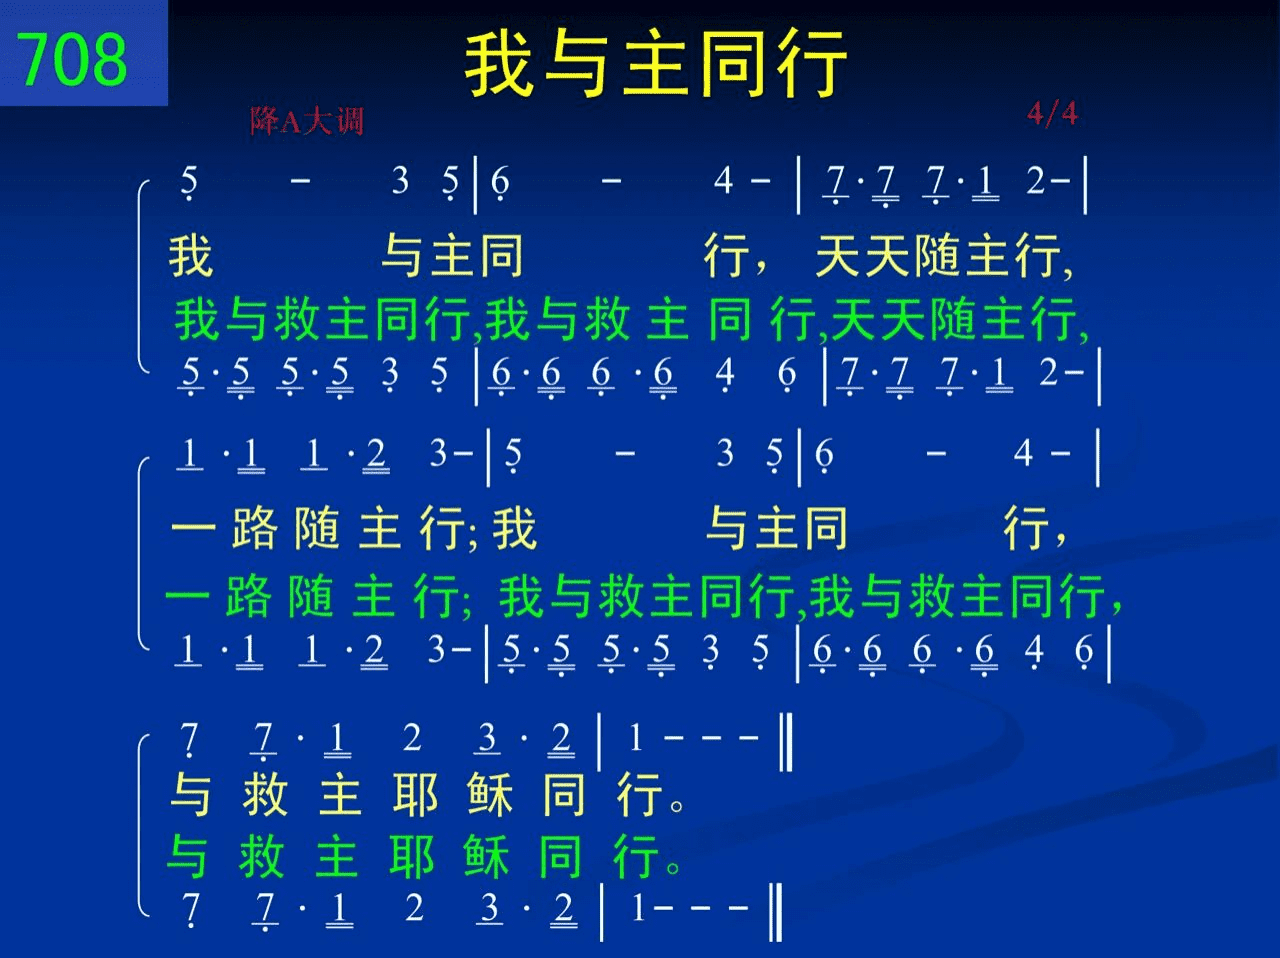 708
我与主同行
降A大调 4/4
5 - 3 5 | 6 - 4 - | 7·7 7·1 2- |
我 与主同 行， 天天随主行,
我与救主同行,我与救主同行,天天随主行,
5·5 5·5 3 5 | 6·6 6·6 4 6 | 7·7 7·1 2- |
1·1 1·2 3- | 5 - 3 5 | 6 - 4 - |
一路随主行; 我 与主同 行，
一路随主行; 我与救主同行,我与救主同行，
1·1 1·2 3- | 5·5 5·5 3 5 | 6·6 6·6 4 6 |
7 7·1 2 3·2 | 1 - - - ‖
与救主耶稣同行。
与救主耶稣同行。
7 7·1 2 3·2 | 1- - - ‖